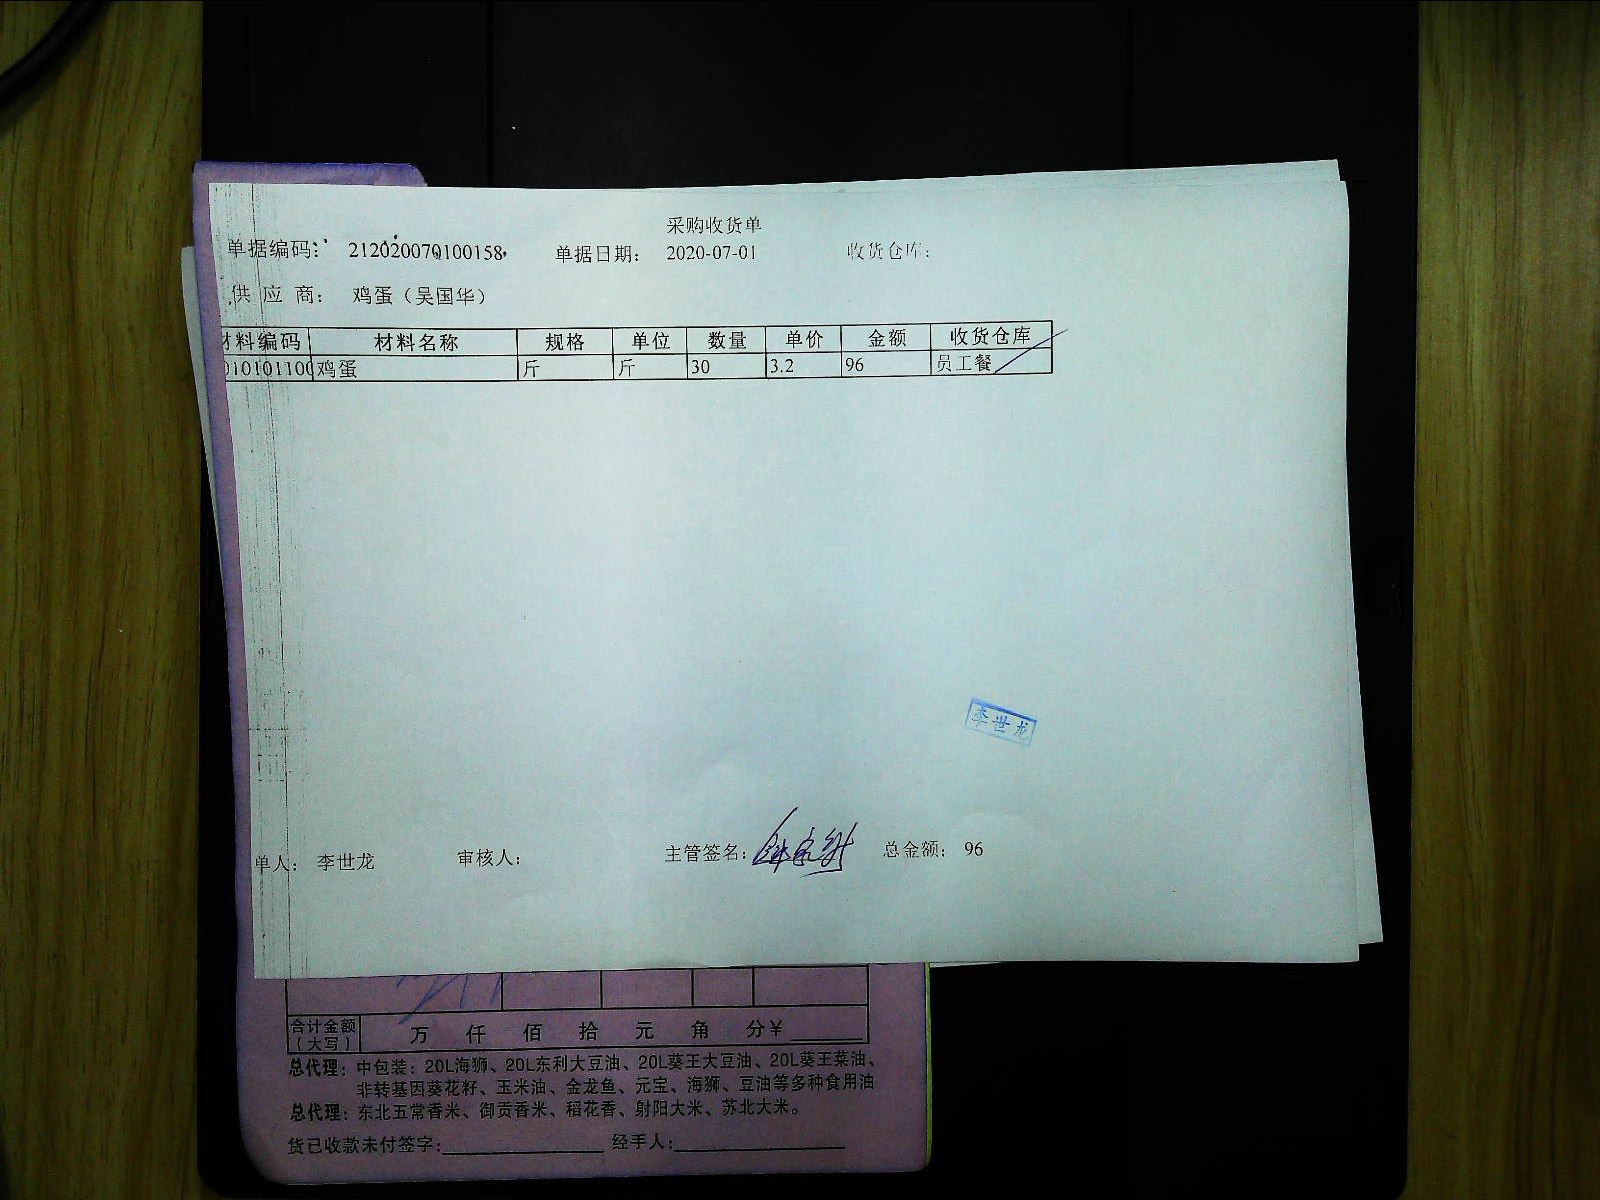 采购收货单
单据编码： 212020070100158 单据日期： 2020-07-01 收货仓库：
供 应 商： 鸡蛋（吴国华）
材料编码 材料名称 规格 单位 数量 单价 金额 收货仓库
010101100 鸡蛋 斤 斤 30 3.2 96 员工餐
李世龙
单人： 李世龙 审核人： 主管签名： 总金额： 96
合计金额（大写） 万 仟 佰 拾 元 角 分¥
总代理：中包装：20L海狮、20L东利大豆油、20L葵王大豆油、20L葵王菜油、
非转基因葵花籽、玉米油、金龙鱼、元宝、海狮、豆油等多种食用油
总代理：东北五常香米、御贡香米、稻花香、射阳大米、苏北大米。
货已收款未付签字： 经手人：